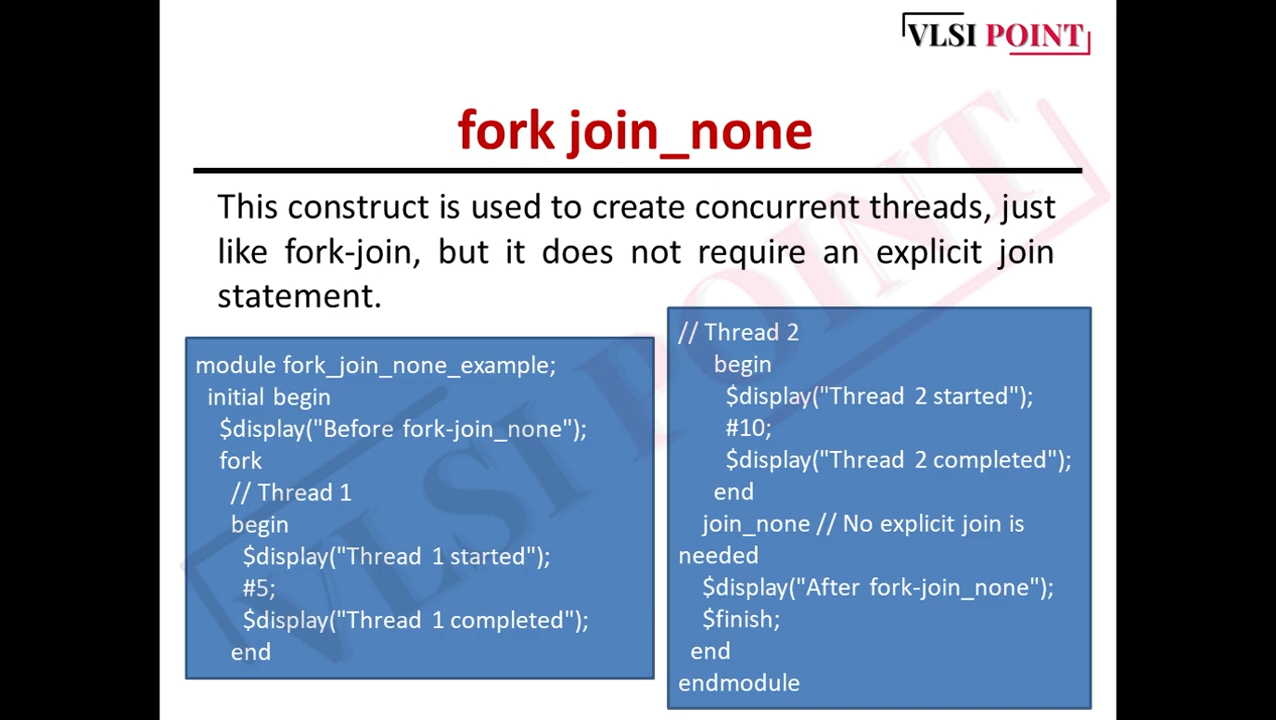 VLSI POINT
fork join_none
This construct is used to create concurrent threads, just
like fork-join, but it does not require an explicit join
statement.
module fork_join_none_example;
initial begin
$display("Before fork-join_none");
fork
// Thread 1
begin
$display("Thread 1 started");
#5;
$display("Thread 1 completed");
end
// Thread 2
begin
$display("Thread 2 started");
#10;
$display("Thread 2 completed");
end
join_none // No explicit join is
needed
$display("After fork-join_none");
$finish;
end
endmodule
VLSI POINT